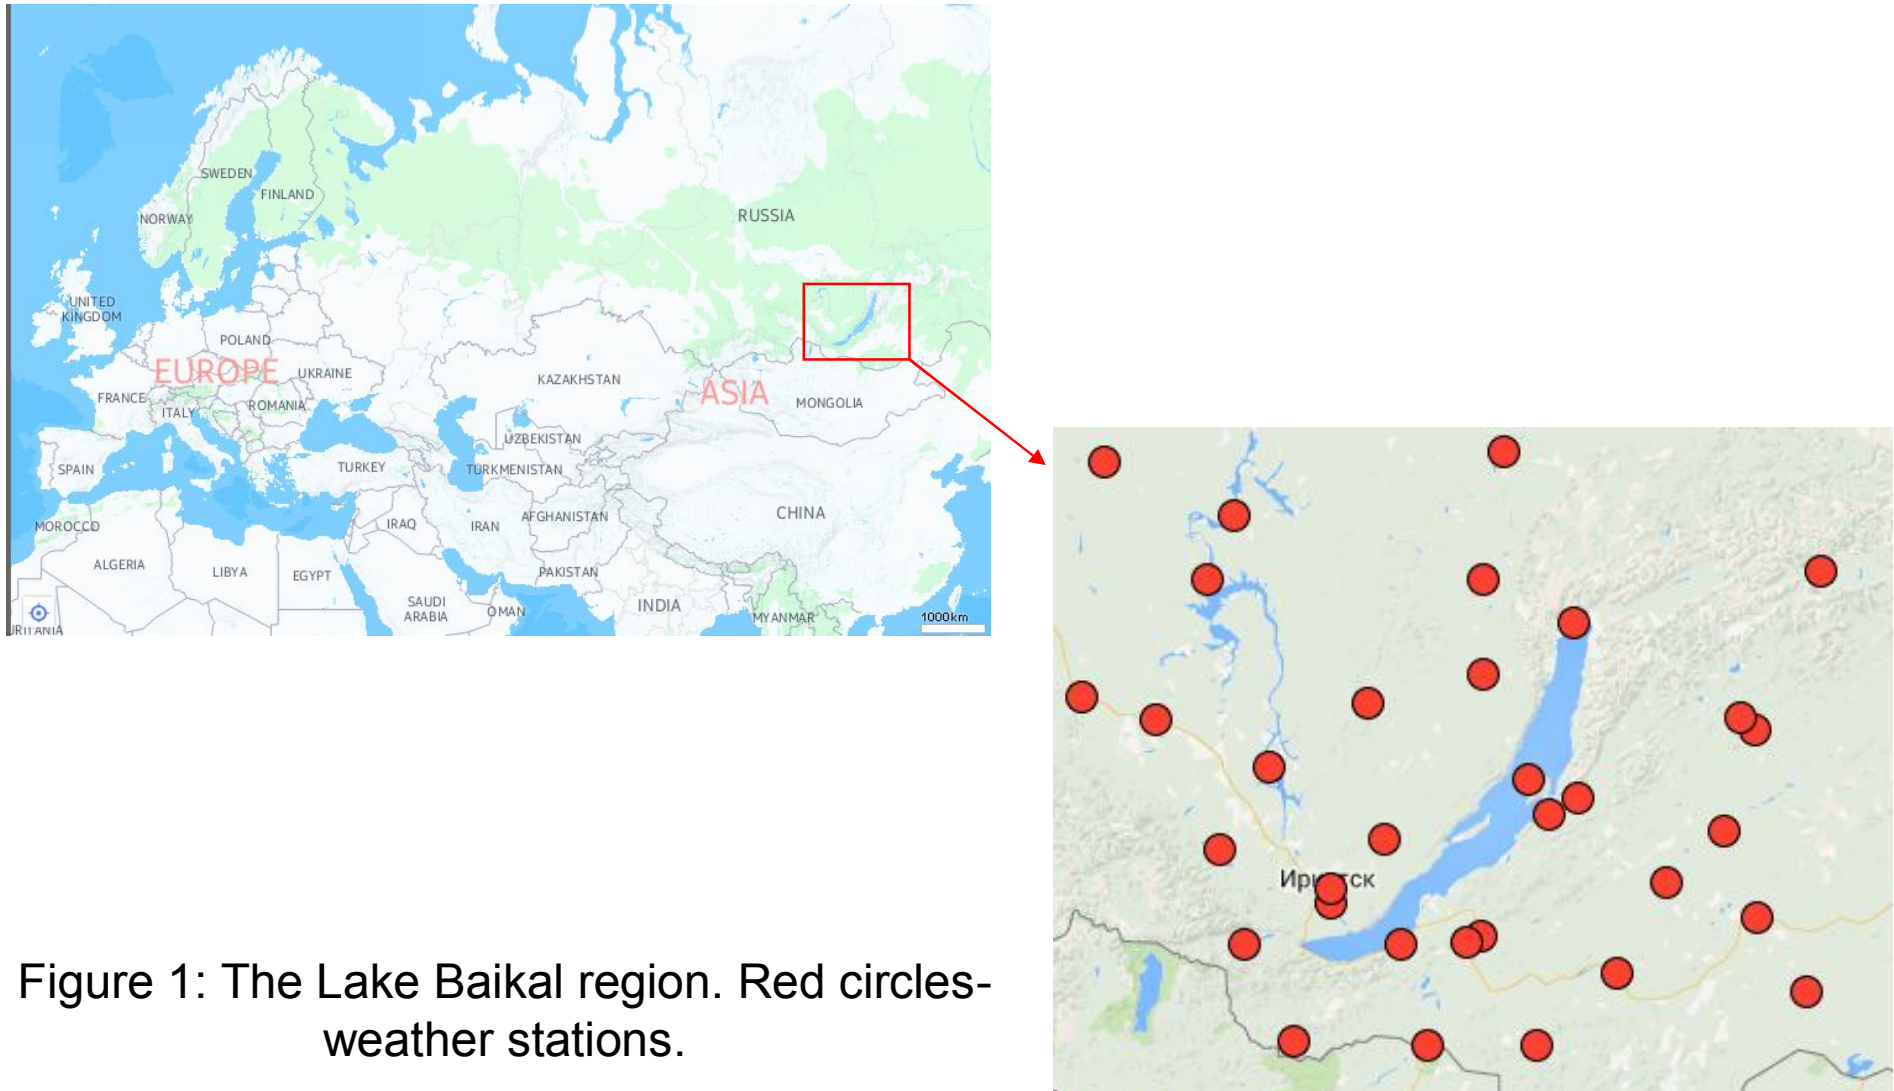 SWEDEN
FINLAND
NORWAY
RUSSIA
UNITED
KINGDOM
POLAND
EUROPE
UKRAINE
KAZAKHSTAN
ASIA
MONGOLIA
FRANCE
ITALY
ROMANIA
UZBEKISTAN
SPAIN
TURKEY
TURKMENISTAN
CHINA
MOROCCO
IRAQ
IRAN
AFGHANISTAN
ALGERIA
LIBYA
EGYPT
PAKISTAN
SAUDI
ARABIA
OMAN
INDIA
MYANMAR
1000km
Figure 1: The Lake Baikal region. Red circles-
weather stations.